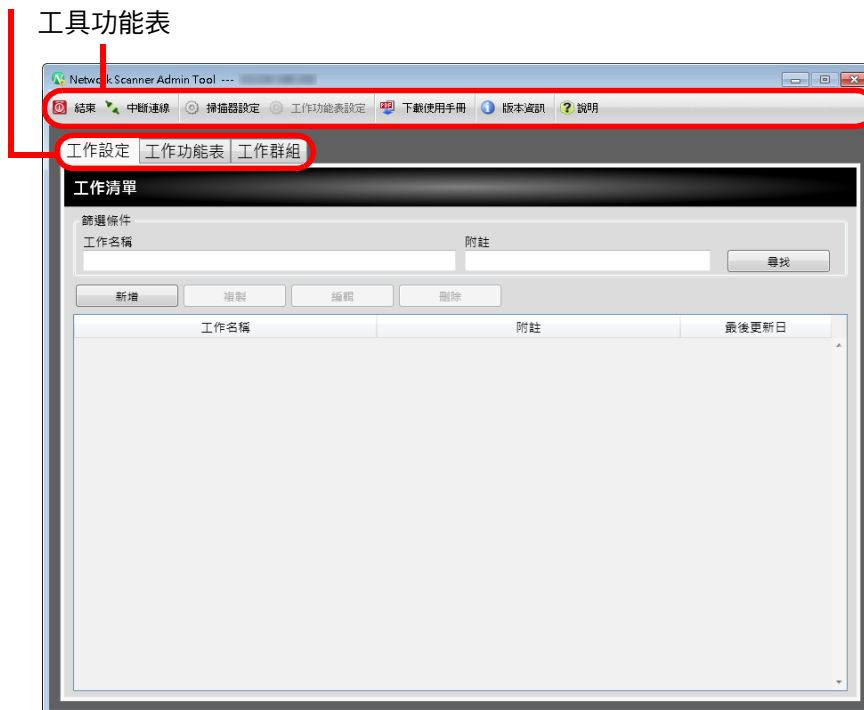 工具功能表
Network Scanner Admin Tool ---
結束 中斷連線 掃描器設定 工作功能表設定 下載使用手冊 版本資訊 說明
工作設定 工作功能表 工作群組
工作清單
篩選條件
工作名稱 附註
尋找
新增 複製 編輯 刪除
工作名稱 附註 最後更新日